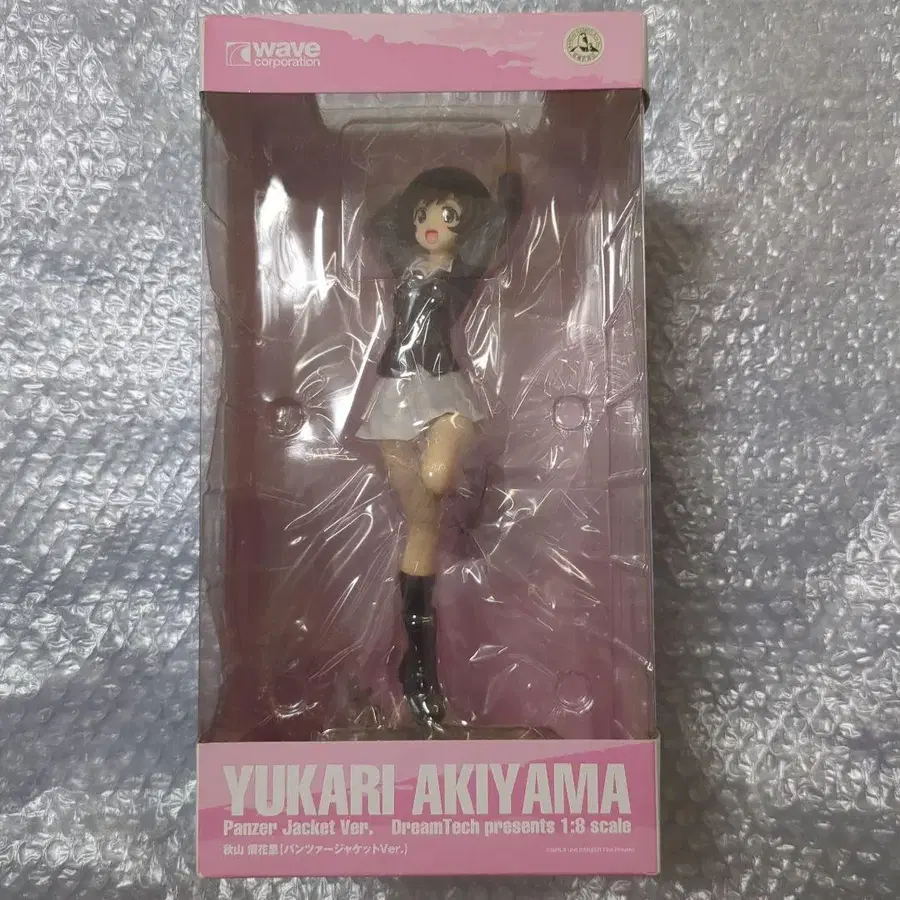 wave
corporation
YUKARI AKIYAMA
Panzer Jacket Ver. DreamTech presents 1:8 scale
秋山 優花里[パンツァージャケットVer.]